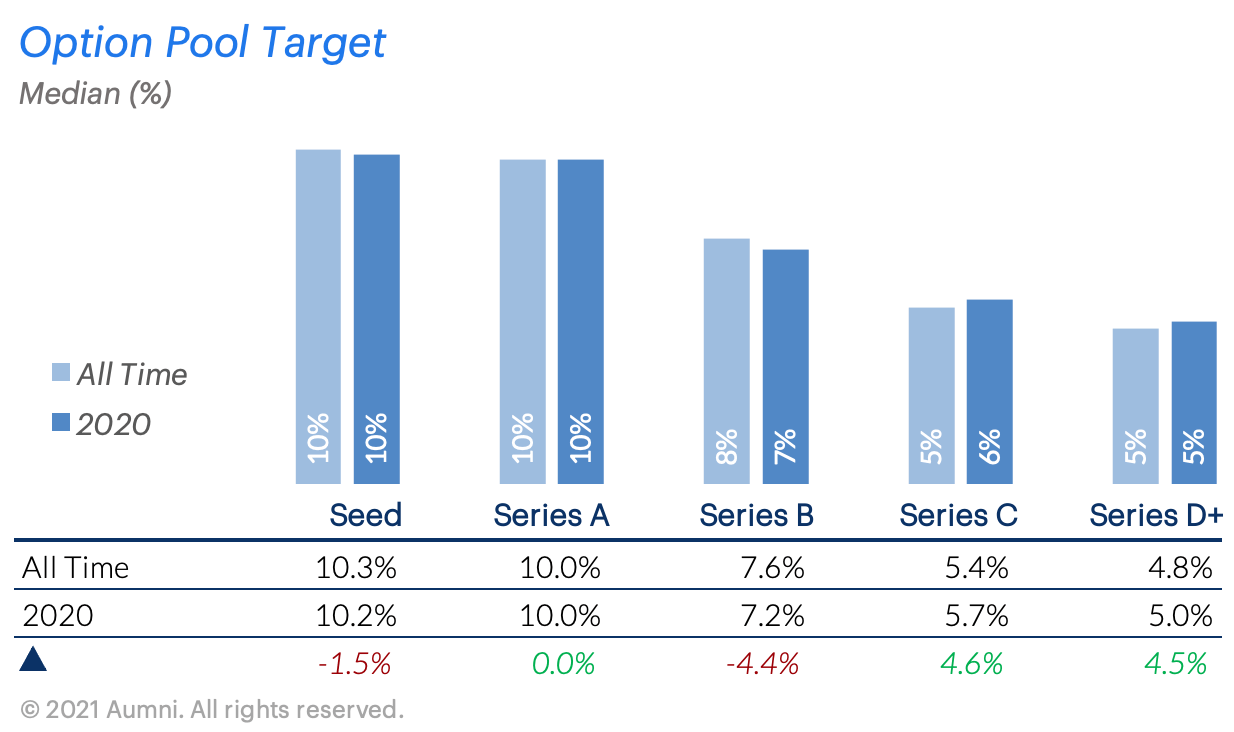 Option Pool Target
Median (%)
All Time
2020
10% 10% 10% 10% 8% 7% 5% 6% 5% 5%
Seed Series A Series B Series C Series D+
All Time 10.3% 10.0% 7.6% 5.4% 4.8%
2020 10.2% 10.0% 7.2% 5.7% 5.0%
-1.5% 0.0% -4.4% 4.6% 4.5%
© 2021 Aumni. All rights reserved.